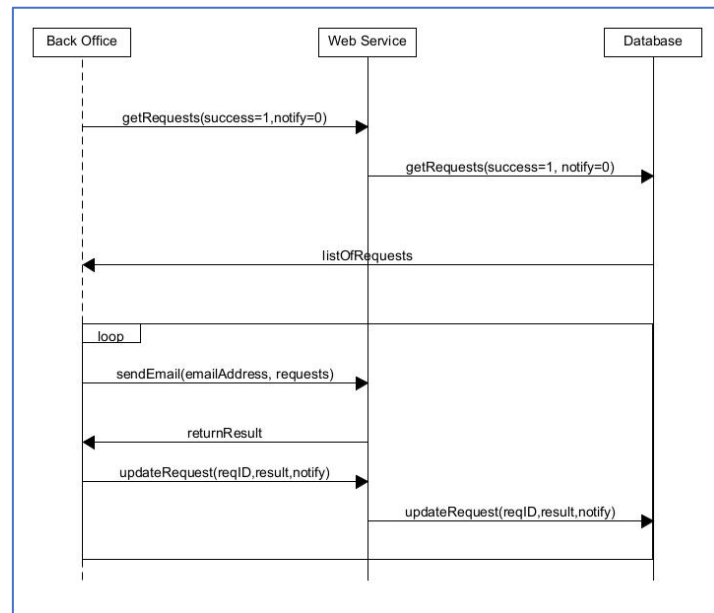 Back Office
Web Service
Database
getRequests(success=1,notify=0)
getRequests(success=1, notify=0)
listOfRequests
loop
sendEmail(emailAddress, requests)
returnResult
updateRequest(reqID,result,notify)
updateRequest(reqID,result,notify)